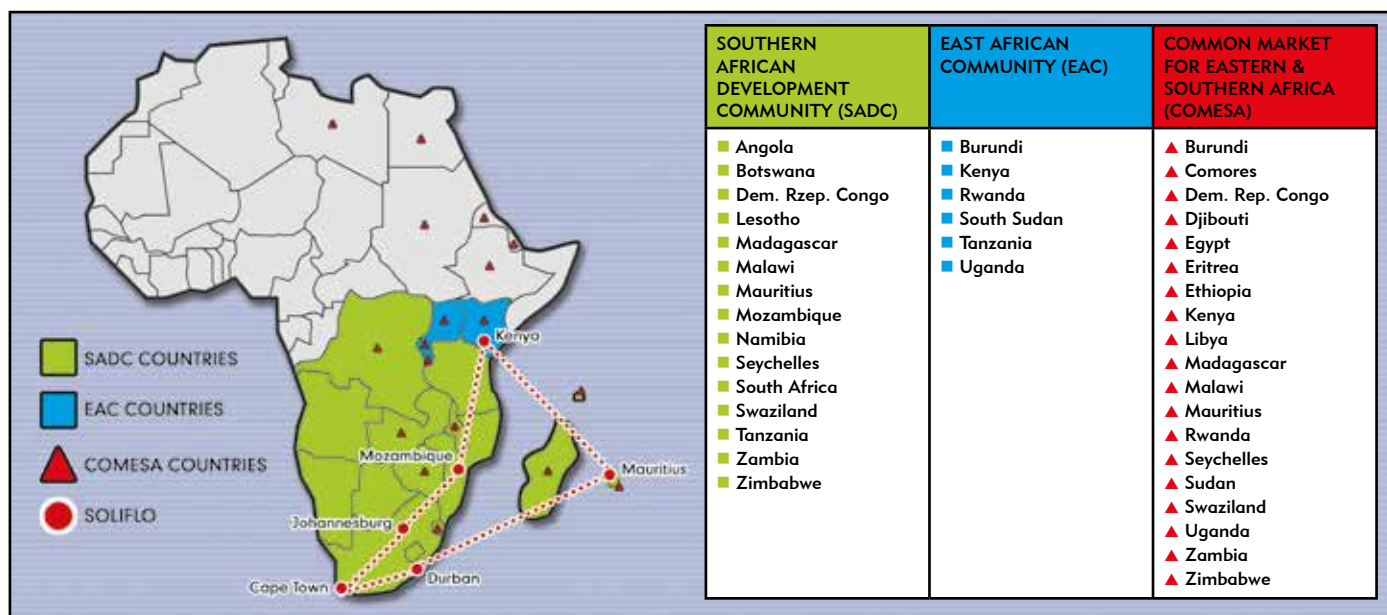 SADC COUNTRIES
EAC COUNTRIES
COMESA COUNTRIES
SOLIFLO
Kenya
Mozambique
Mauritius
Johannesburg
Durban
Cape Town
SOUTHERN
AFRICAN
DEVELOPMENT
COMMUNITY (SADC)
Angola
Botswana
Dem. Rzep. Congo
Lesotho
Madagascar
Malawi
Mauritius
Mozambique
Namibia
Seychelles
South Africa
Swaziland
Tanzania
Zambia
Zimbabwe
EAST AFRICAN
COMMUNITY (EAC)
Burundi
Kenya
Rwanda
South Sudan
Tanzania
Uganda
COMMON MARKET
FOR EASTERN &
SOUTHERN AFRICA
(COMESA)
Burundi
Comores
Dem. Rep. Congo
Djibouti
Egypt
Eritrea
Ethiopia
Kenya
Libya
Madagascar
Malawi
Mauritius
Rwanda
Seychelles
Sudan
Swaziland
Uganda
Zambia
Zimbabwe